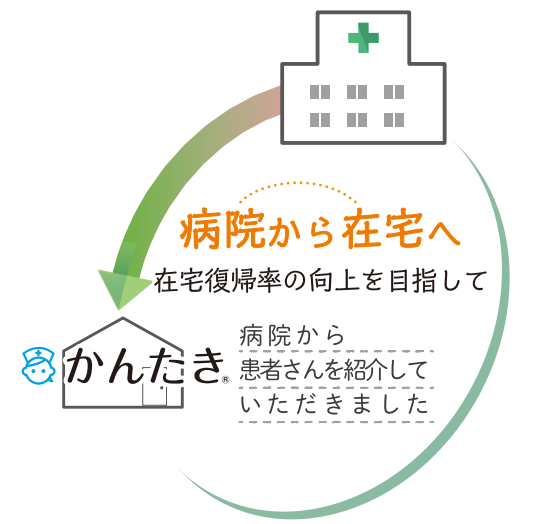 病院から在宅へ
在宅復帰率の向上を目指して
かんたき®
病院から
患者さんを紹介して
いただきました